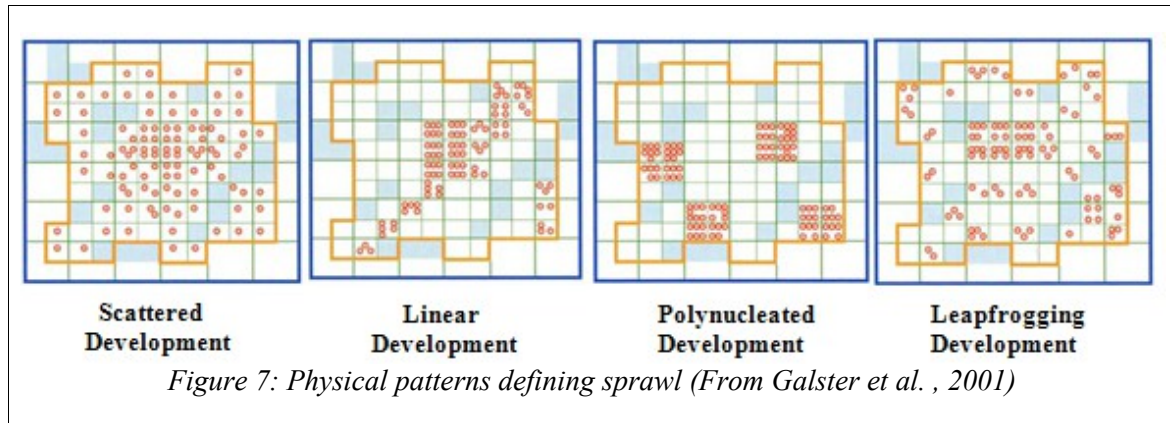 Scattered
Development
Linear
Development
Polynucleated
Development
Leapfrogging
Development
Figure 7: Physical patterns defining sprawl (From Galster et al. , 2001)